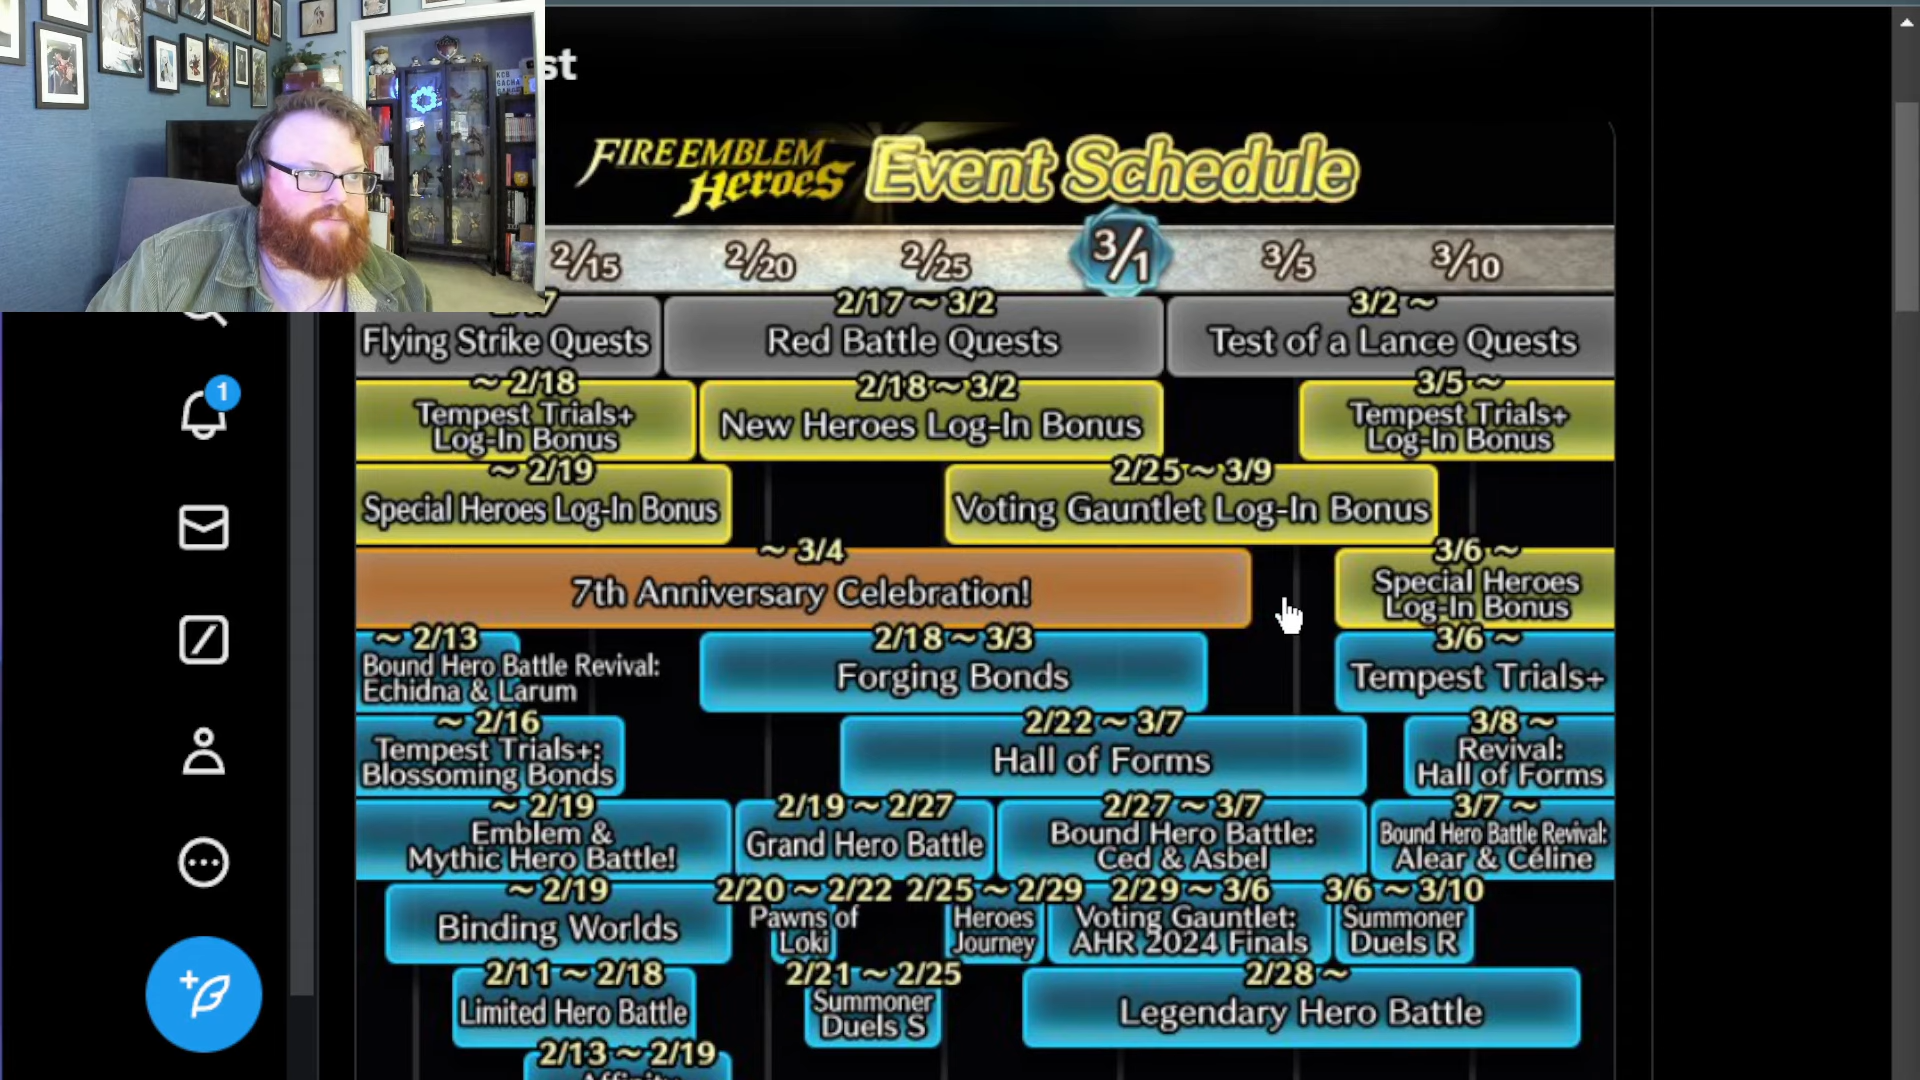 st
KCB
GACHA
GAMES
FIRE EMBLEM
Heroes
Event Schedule
2/15
2/20
2/25
3/1
3/5
3/10
Flying Strike Quests
2/17 ~ 3/2
Red Battle Quests
3/2 ~
Test of a Lance Quests
~ 2/18
Tempest Trials+
Log-In Bonus
2/18 ~ 3/2
New Heroes Log-In Bonus
3/5 ~
Tempest Trials+
Log-In Bonus
~ 2/19
Special Heroes Log-In Bonus
2/25 ~ 3/9
Voting Gauntlet Log-In Bonus
~ 3/4
7th Anniversary Celebration!
3/6 ~
Special Heroes
Log-In Bonus
1
~ 2/13
Bound Hero Battle Revival:
Echidna & Larum
2/18 ~ 3/3
Forging Bonds
3/6 ~
Tempest Trials+
~ 2/16
Tempest Trials+:
Blossoming Bonds
2/22 ~ 3/7
Hall of Forms
3/8 ~
Revival:
Hall of Forms
~ 2/19
Emblem &
Mythic Hero Battle!
2/19 ~ 2/27
Grand Hero Battle
2/27 ~ 3/7
Bound Hero Battle:
Ced & Asbel
3/7 ~
Bound Hero Battle Revival:
Alear & Céline
~ 2/19
Binding Worlds
2/20 ~ 2/22
Pawns of
Loki
2/25 ~ 2/29
Heroes
Journey
2/29 ~ 3/6
Voting Gauntlet:
AHR 2024 Finals
3/6 ~ 3/10
Summoner
Duels R
2/11 ~ 2/18
Limited Hero Battle
2/21 ~ 2/25
Summoner
Duels S
2/28 ~
Legendary Hero Battle
2/13 ~ 2/19
Affinity